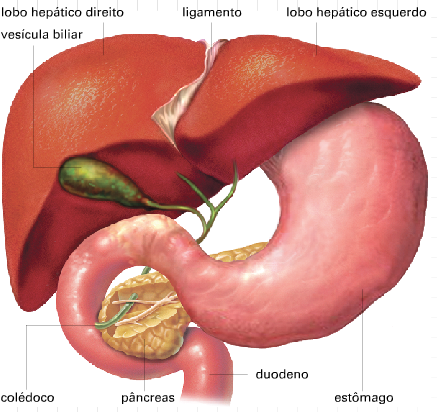 lobo hepático direito
ligamento
lobo hepático esquerdo
vesícula biliar
duodeno
colédoco
pâncreas
estômago